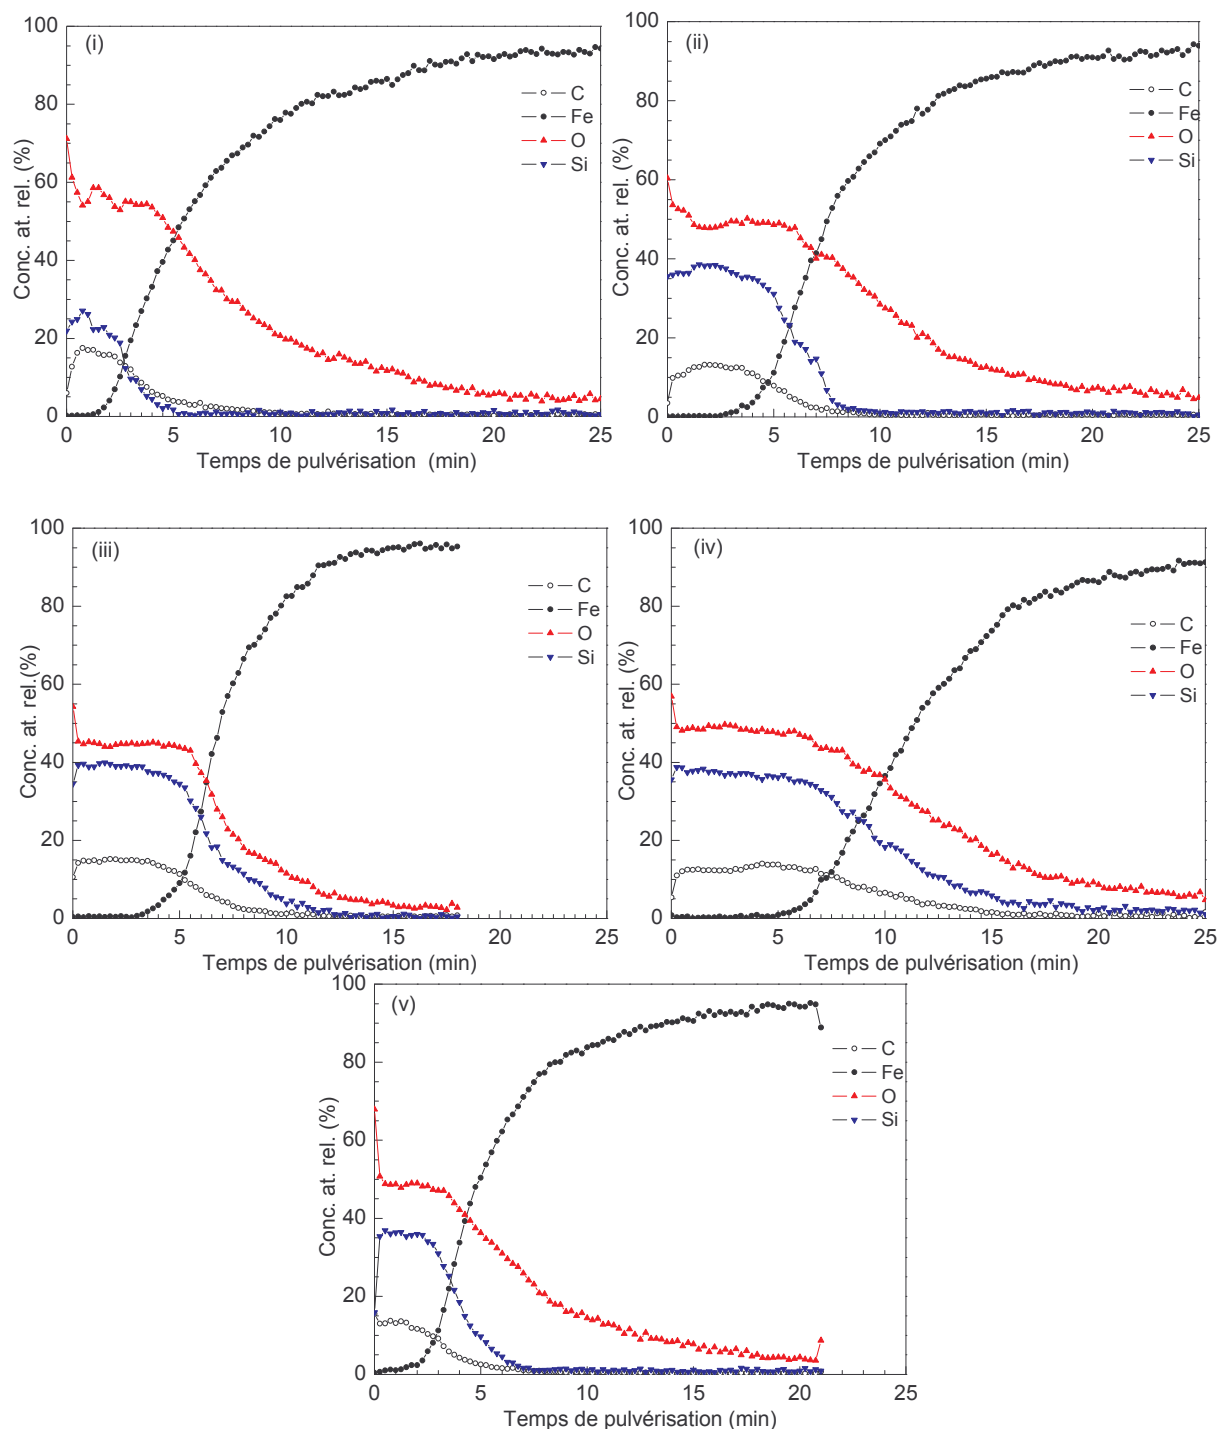 (i)
C
Fe
O
Si
Conc. at. rel. (%)
100
80
60
40
20
0
0 5 10 15 20 25
Temps de pulvérisation (min)
(ii)
C
Fe
O
Si
Conc. at. rel. (%)
100
80
60
40
20
0
0 5 10 15 20 25
Temps de pulvérisation (min)
(iii)
C
Fe
O
Si
Conc. at. rel.(%)
100
80
60
40
20
0
0 5 10 15 20 25
Temps de pulvérisation (min)
(iv)
C
Fe
O
Si
Conc. at. rel.(%)
100
80
60
40
20
0
0 5 10 15 20 25
Temps de pulvérisation (min)
(v)
C
Fe
O
Si
Conc. at. rel. (%)
100
80
60
40
20
0
0 5 10 15 20 25
Temps de pulvérisation (min)